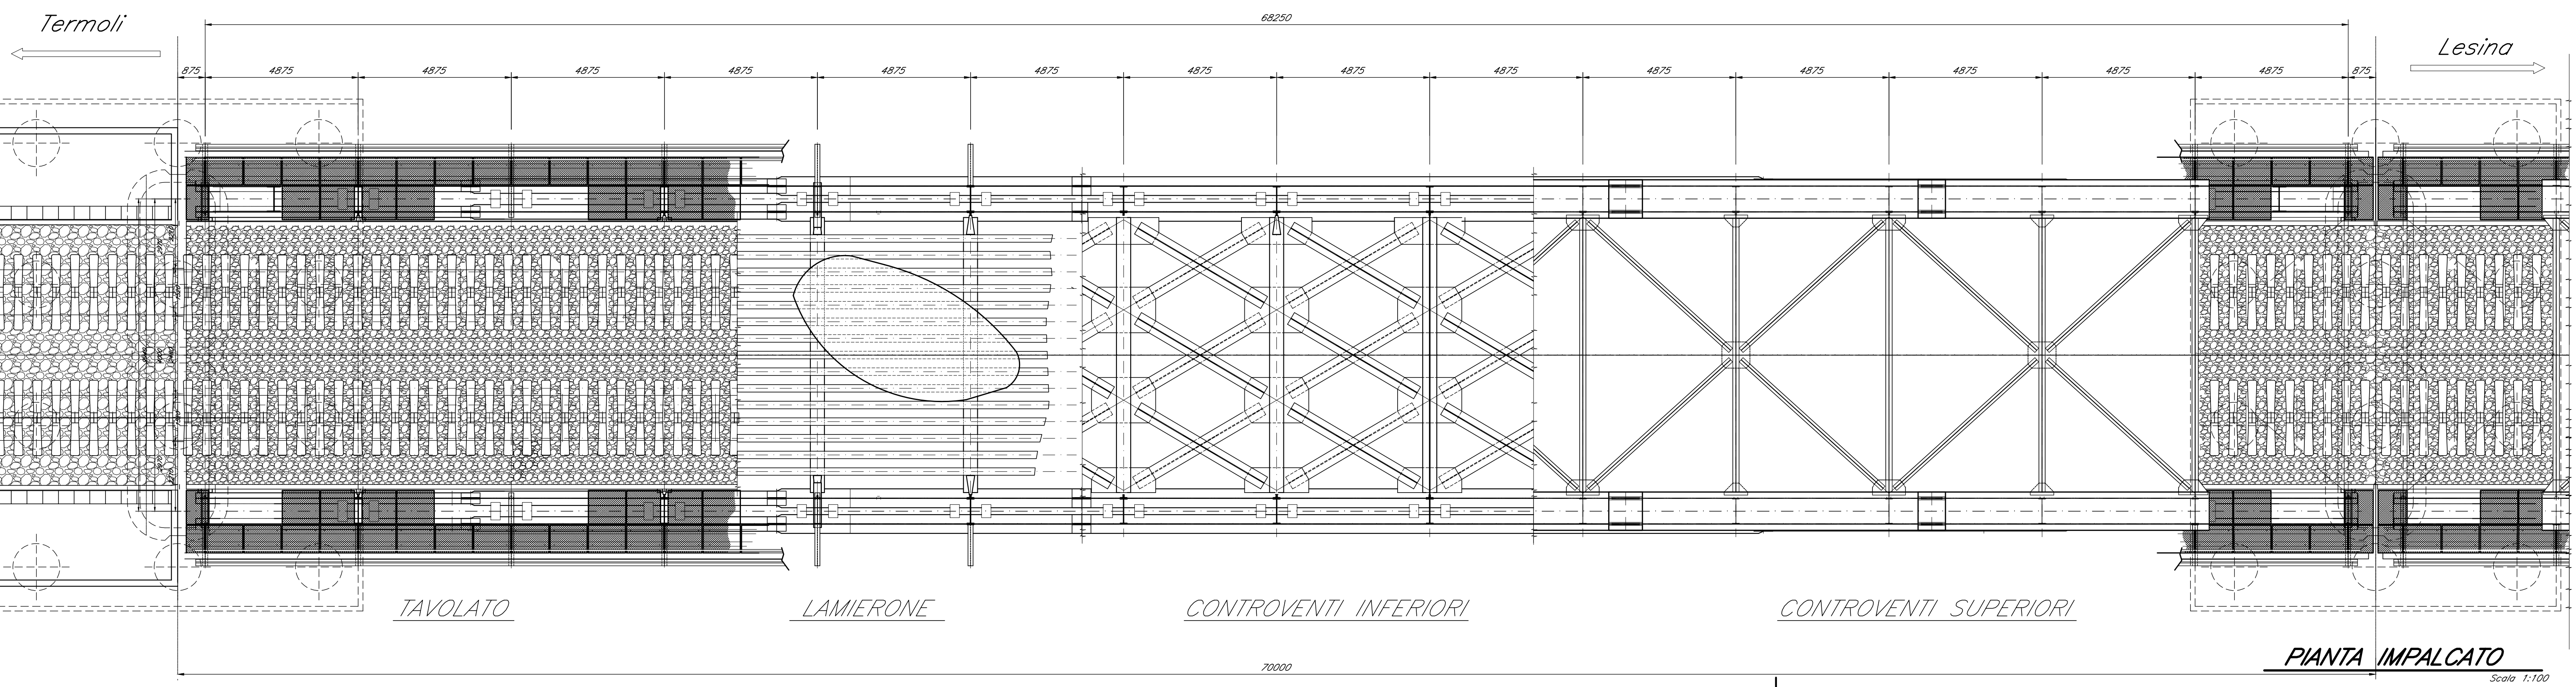 68250
Termoli
Lesina
875 4875 4875 4875 4875 4875 4875 4875 4875 4875 4875 4875 4875 4875 4875 875
TAVOLATO LAMIERONE CONTROVENTI INFERIORI CONTROVENTI SUPERIORI
PIANTA IMPALCATO
70000
Scala 1:100